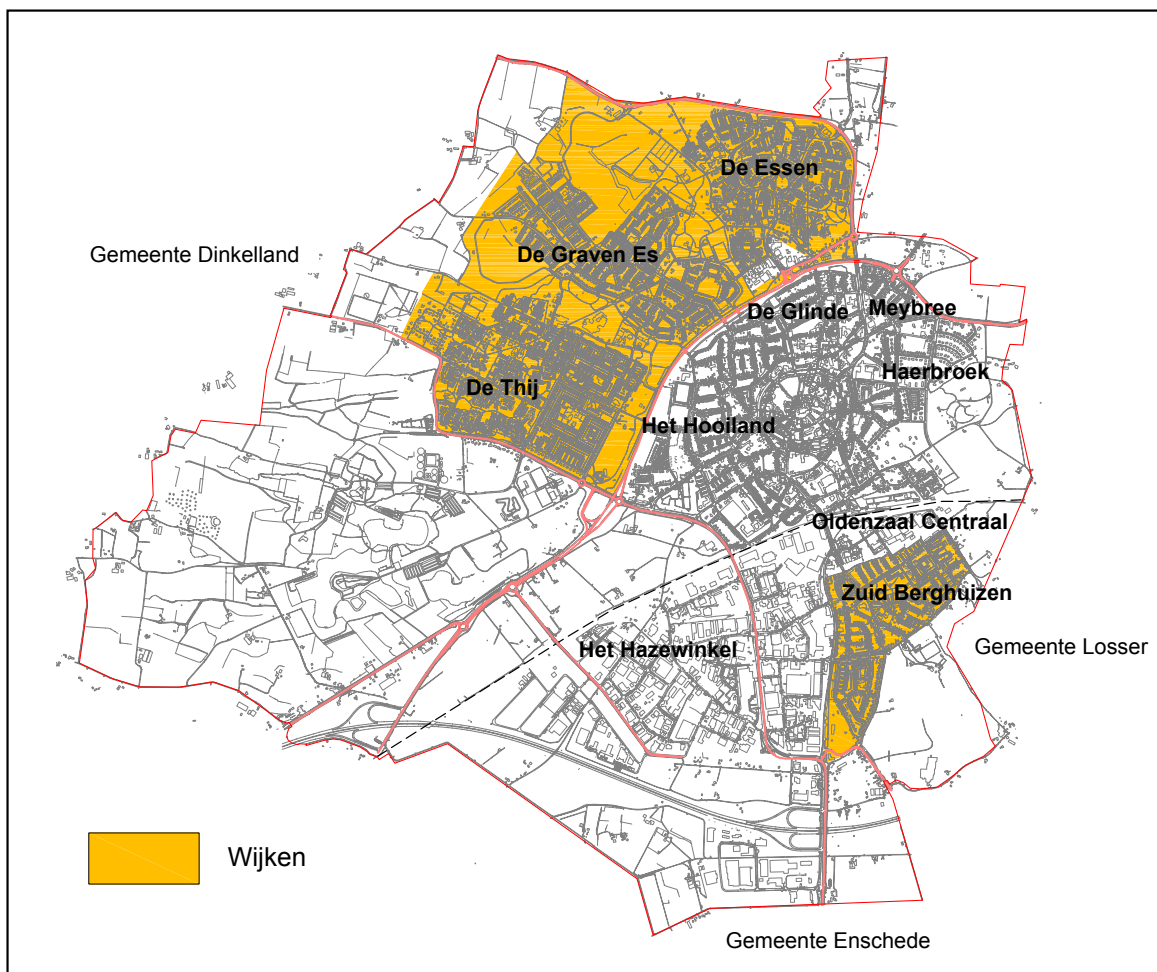 De Essen
Gemeente Dinkelland
De Graven Es
De Glinde
Meybree
Haerbroek
De Thij
Het Hooiland
Oldenzaal Centraal
Zuid Berghuizen
Het Hazewinkel
Gemeente Losser
Wijken
Gemeente Enschede